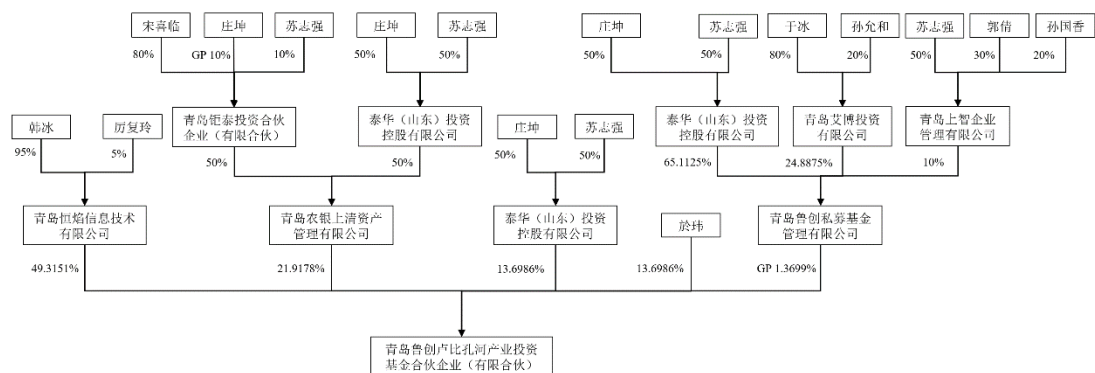 宋喜临
庄坤
苏志强
庄坤
苏志强
庄坤
苏志强
于冰
孙允和
苏志强
郭倩
孙国香
80%
GP 10%
10%
50%
50%
50%
50%
80%
20%
50%
30%
20%
韩冰
厉复玲
青岛钜泰投资合伙
企业（有限合伙）
泰华（山东）投资
控股有限公司
庄坤
苏志强
泰华（山东）投资
控股有限公司
青岛艾博投资有
限公司
青岛上智企业
管理有限公司
95%
5%
50%
50%
50%
50%
65.1125%
24.8875%
10%
青岛恒焰信息技术
有限公司
青岛农银上清资产
管理有限公司
泰华（山东）投资
控股有限公司
於玮
青岛鲁创私募基金
管理有限公司
49.3151%
21.9178%
13.6986%
13.6986%
GP 1.3699%
青岛鲁创卢比孔河产业投资
基金合伙企业（有限合伙）